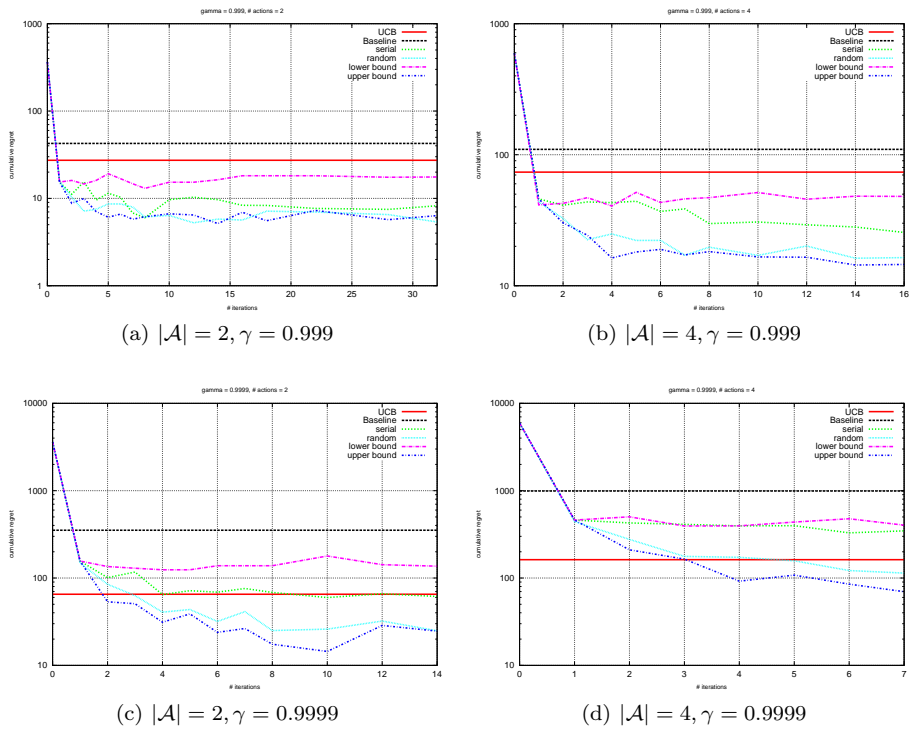 gamma = 0.999, # actions = 2
1000
100
10
1
cumulative regret
0 5 10 15 20 25 30
# iterations
UCB
Baseline
serial
random
lower bound
upper bound
(a) |𝒜| = 2, γ = 0.999
gamma = 0.999, # actions = 4
1000
100
10
cumulative regret
0 2 4 6 8 10 12 14 16
# iterations
UCB
Baseline
serial
random
lower bound
upper bound
(b) |𝒜| = 4, γ = 0.999
gamma = 0.9999, # actions = 2
10000
1000
100
10
cumulative regret
0 2 4 6 8 10 12 14
# iterations
UCB
Baseline
serial
random
lower bound
upper bound
(c) |𝒜| = 2, γ = 0.9999
gamma = 0.9999, # actions = 4
10000
1000
100
10
cumulative regret
0 1 2 3 4 5 6 7
# iterations
UCB
Baseline
serial
random
lower bound
upper bound
(d) |𝒜| = 4, γ = 0.9999